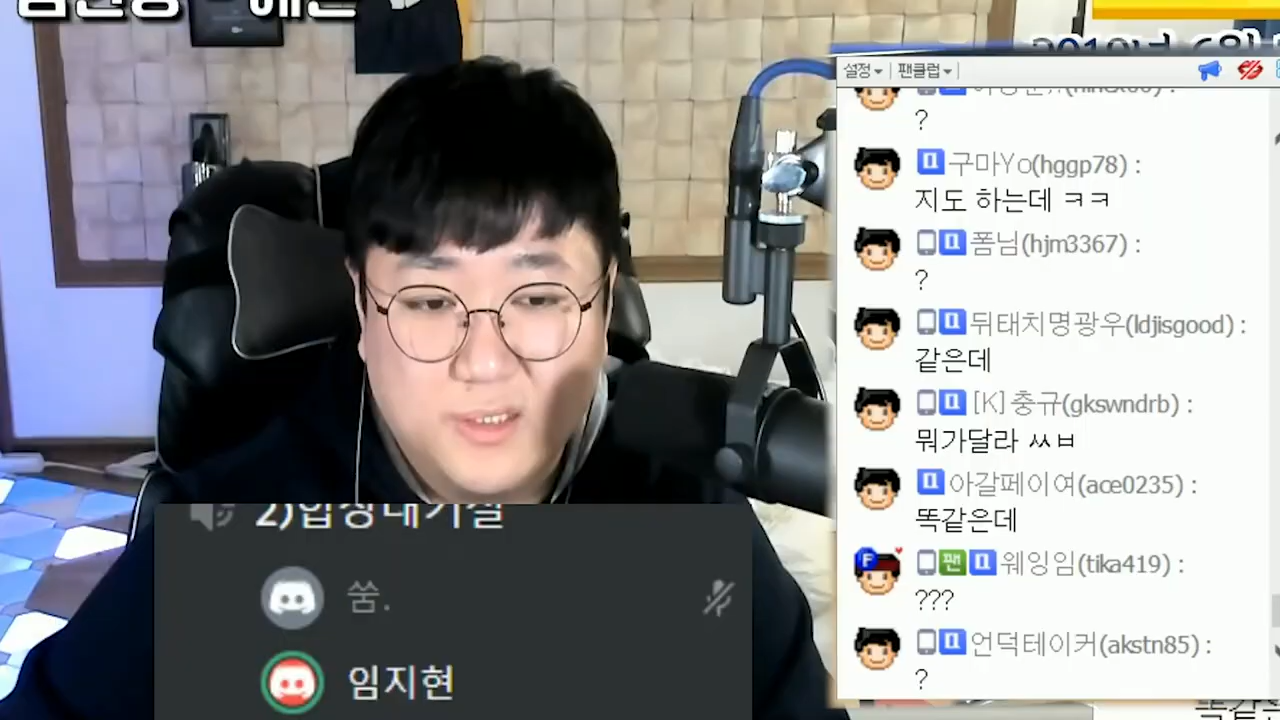 설정 팬클럽
?
구마Yo(hggp78) :
지도 하는데 ㅋㅋ
폼님(hjm3367) :
?
뒤태치명광우(ldjisgood) :
같은데
[K] 충규(gkswndrb) :
뭐가달라 ㅆㅂ
아갈페이여(ace0235) :
똑같은데
팬 웨잉임(tika419) :
???
언덕테이커(akstn85) :
?
2)입장대기실
쑴.
임지현